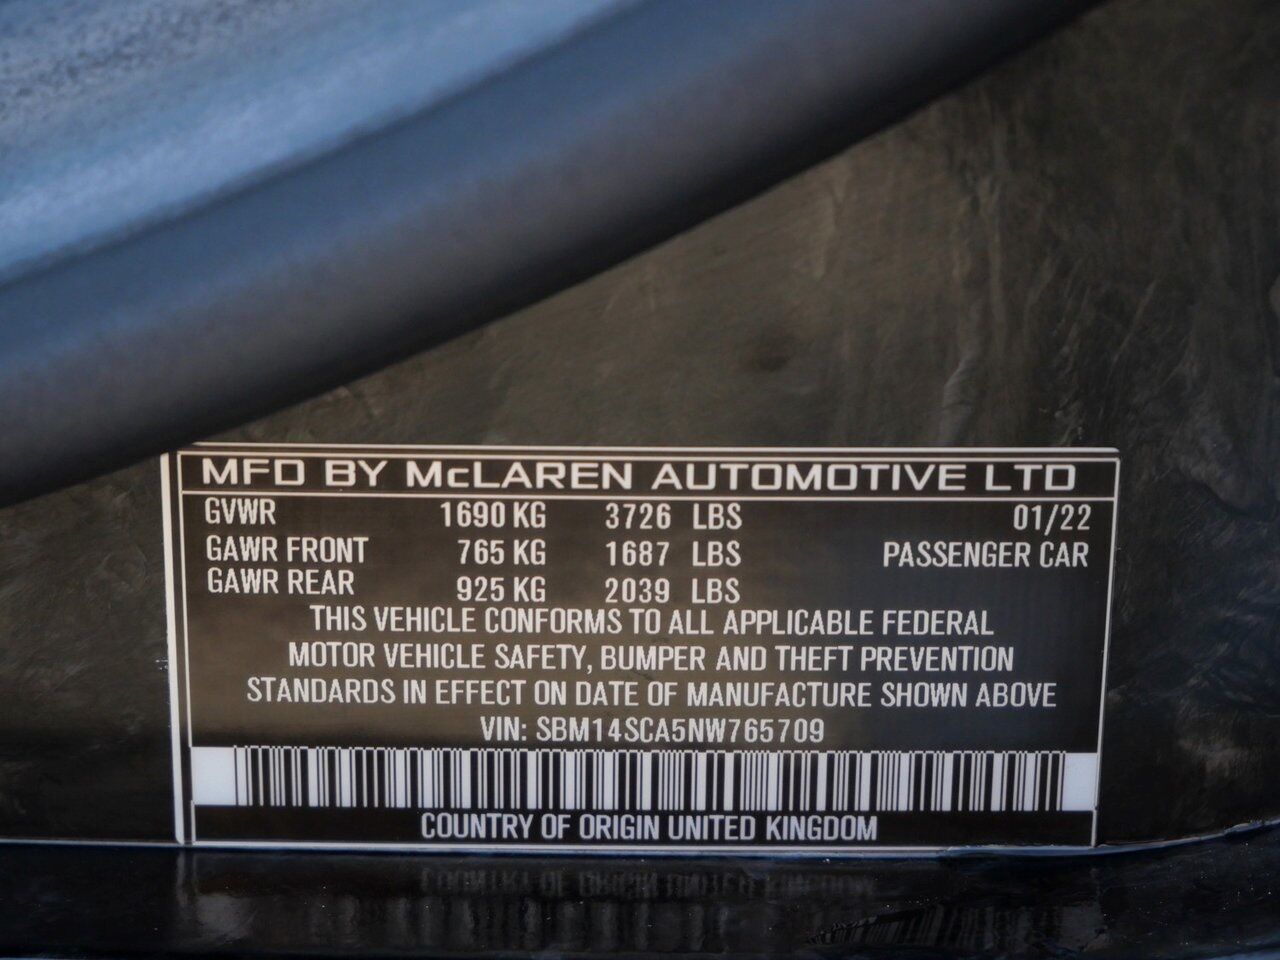 MFD BY McLAREN AUTOMOTIVE LTD
GVWR 1690 KG 3726 LBS 01/22
GAWR FRONT 765 KG 1687 LBS PASSENGER CAR
GAWR REAR 925 KG 2039 LBS
THIS VEHICLE CONFORMS TO ALL APPLICABLE FEDERAL
MOTOR VEHICLE SAFETY, BUMPER AND THEFT PREVENTION
STANDARDS IN EFFECT ON DATE OF MANUFACTURE SHOWN ABOVE
VIN: SBM14SCA5NW765709
COUNTRY OF ORIGIN UNITED KINGDOM